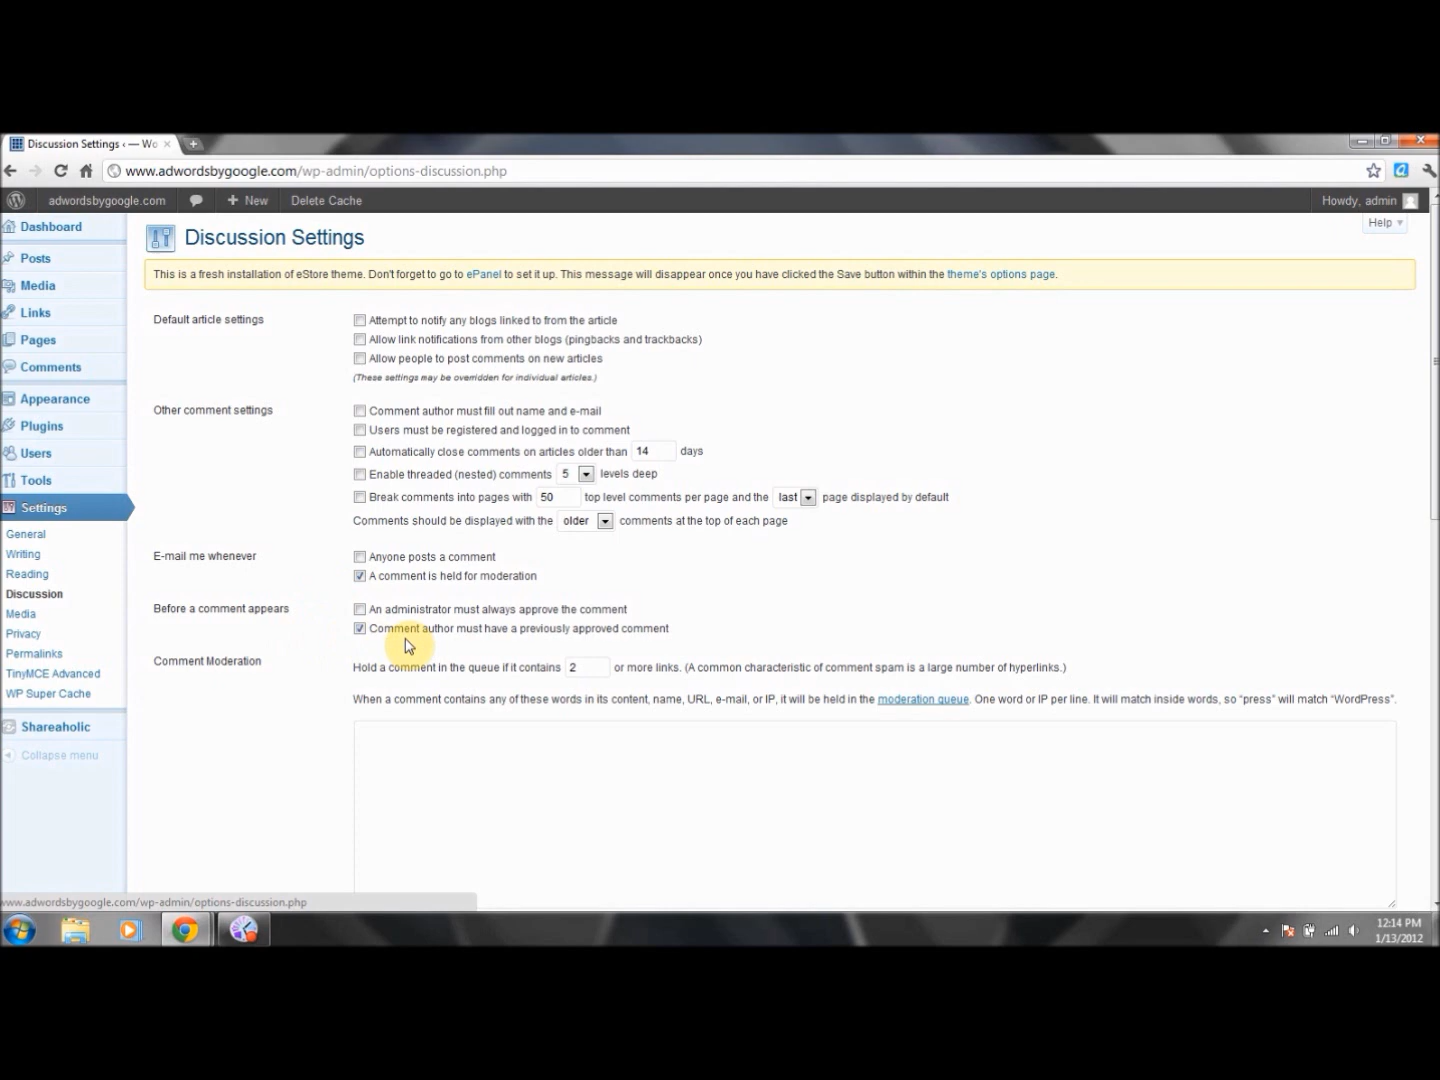 Discussion Settings ‹ — Wo
www.adwordsbygoogle.com/wp-admin/options-discussion.php
adwordsbygoogle.com New Delete Cache Howdy, admin
Help
Dashboard
Posts
Media
Links
Pages
Comments
Appearance
Plugins
Users
Tools
Settings
General
Writing
Reading
Discussion
Media
Privacy
Permalinks
TinyMCE Advanced
WP Super Cache
Shareaholic
Collapse menu
Discussion Settings
This is a fresh installation of eStore theme. Don't forget to go to ePanel to set it up. This message will disappear once you have clicked the Save button within the theme's options page.
Default article settings
Attempt to notify any blogs linked to from the article
Allow link notifications from other blogs (pingbacks and trackbacks)
Allow people to post comments on new articles
(These settings may be overridden for individual articles.)
Other comment settings
Comment author must fill out name and e-mail
Users must be registered and logged in to comment
Automatically close comments on articles older than 14 days
Enable threaded (nested) comments 5 levels deep
Break comments into pages with 50 top level comments per page and the last page displayed by default
Comments should be displayed with the older comments at the top of each page
E-mail me whenever
Anyone posts a comment
A comment is held for moderation
Before a comment appears
An administrator must always approve the comment
Comment author must have a previously approved comment
Comment Moderation
Hold a comment in the queue if it contains 2 or more links. (A common characteristic of comment spam is a large number of hyperlinks.)
When a comment contains any of these words in its content, name, URL, e-mail, or IP, it will be held in the moderation queue. One word or IP per line. It will match inside words, so “press” will match “WordPress”.
www.adwordsbygoogle.com/wp-admin/options-discussion.php
12:14 PM
1/13/2012